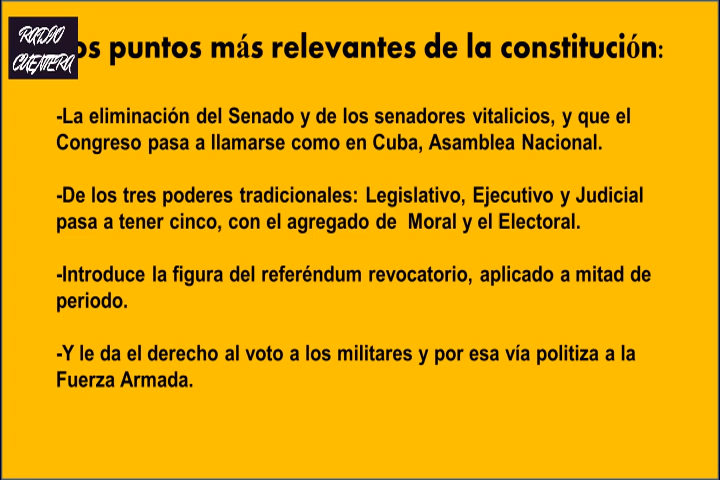 RADIO
CUENTERA
os puntos más relevantes de la constitución:
-La eliminación del Senado y de los senadores vitalicios, y que el
Congreso pasa a llamarse como en Cuba, Asamblea Nacional.
-De los tres poderes tradicionales: Legislativo, Ejecutivo y Judicial
pasa a tener cinco, con el agregado de Moral y el Electoral.
-Introduce la figura del referéndum revocatorio, aplicado a mitad de
periodo.
-Y le da el derecho al voto a los militares y por esa vía politiza a la
Fuerza Armada.